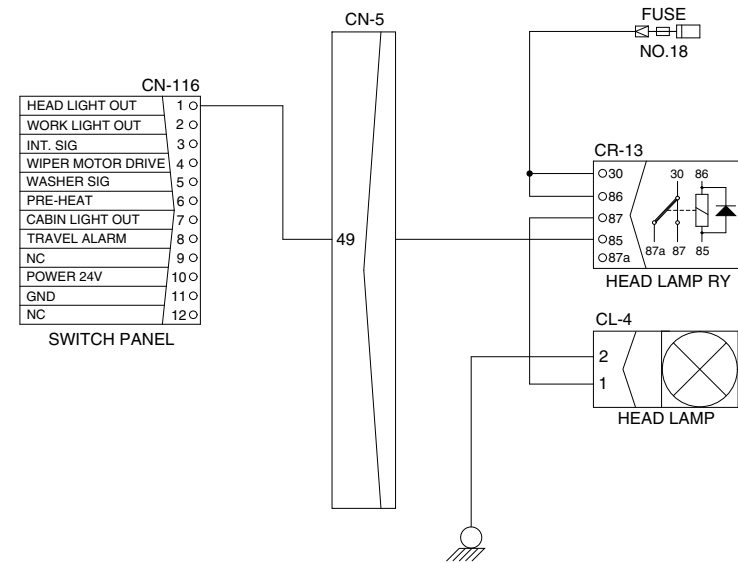 CN-5
FUSE
NO.18
CN-116
HEAD LIGHT OUT 1
WORK LIGHT OUT 2
INT. SIG 3
WIPER MOTOR DRIVE 4
WASHER SIG 5
PRE-HEAT 6
CABIN LIGHT OUT 7
TRAVEL ALARM 8
NC 9
POWER 24V 10
GND 11
NC 12
SWITCH PANEL
49
CR-13
30
86
87
85
87a
30 86
87a 87 85
HEAD LAMP RY
CL-4
2
1
HEAD LAMP